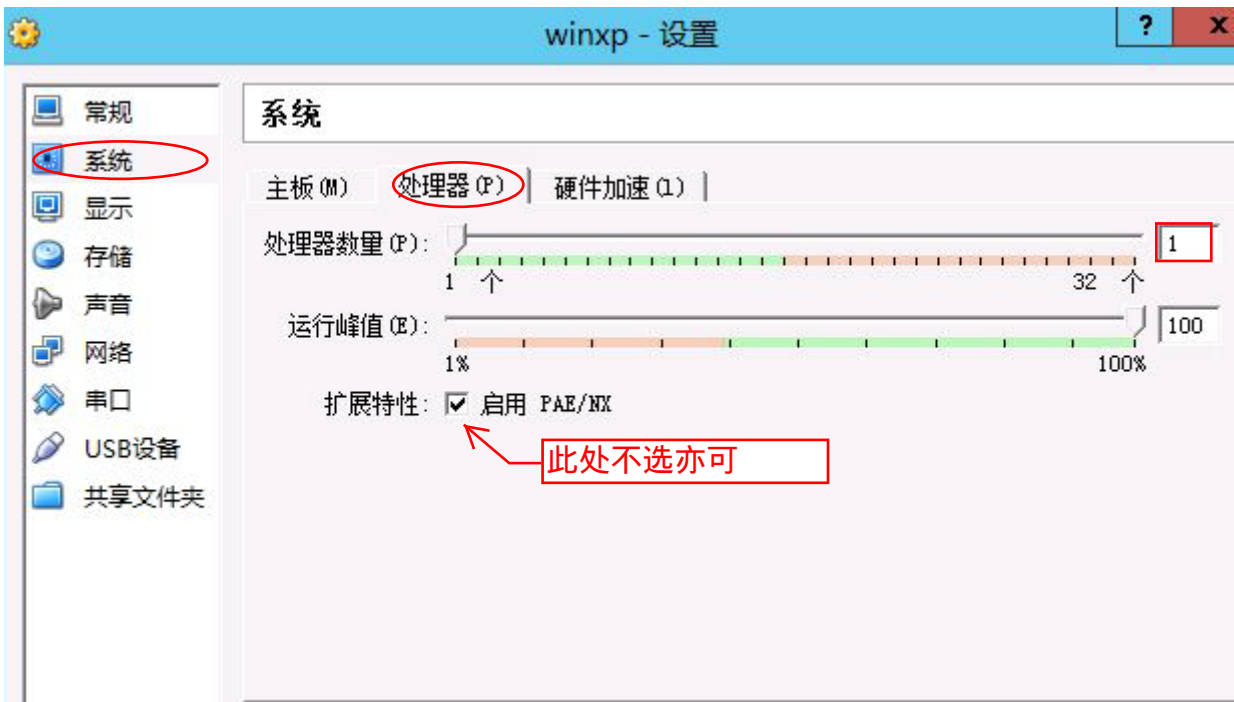 winxp - 设置
?
x
常规
系统
显示
存储
声音
网络
串口
USB设备
共享文件夹
系统
主板(M) 处理器(P) 硬件加速(l)
处理器数量(P): 1
1 个 32 个
运行峰值(E): 100
1% 100%
扩展特性: 启用 PAE/NX
此处不选亦可